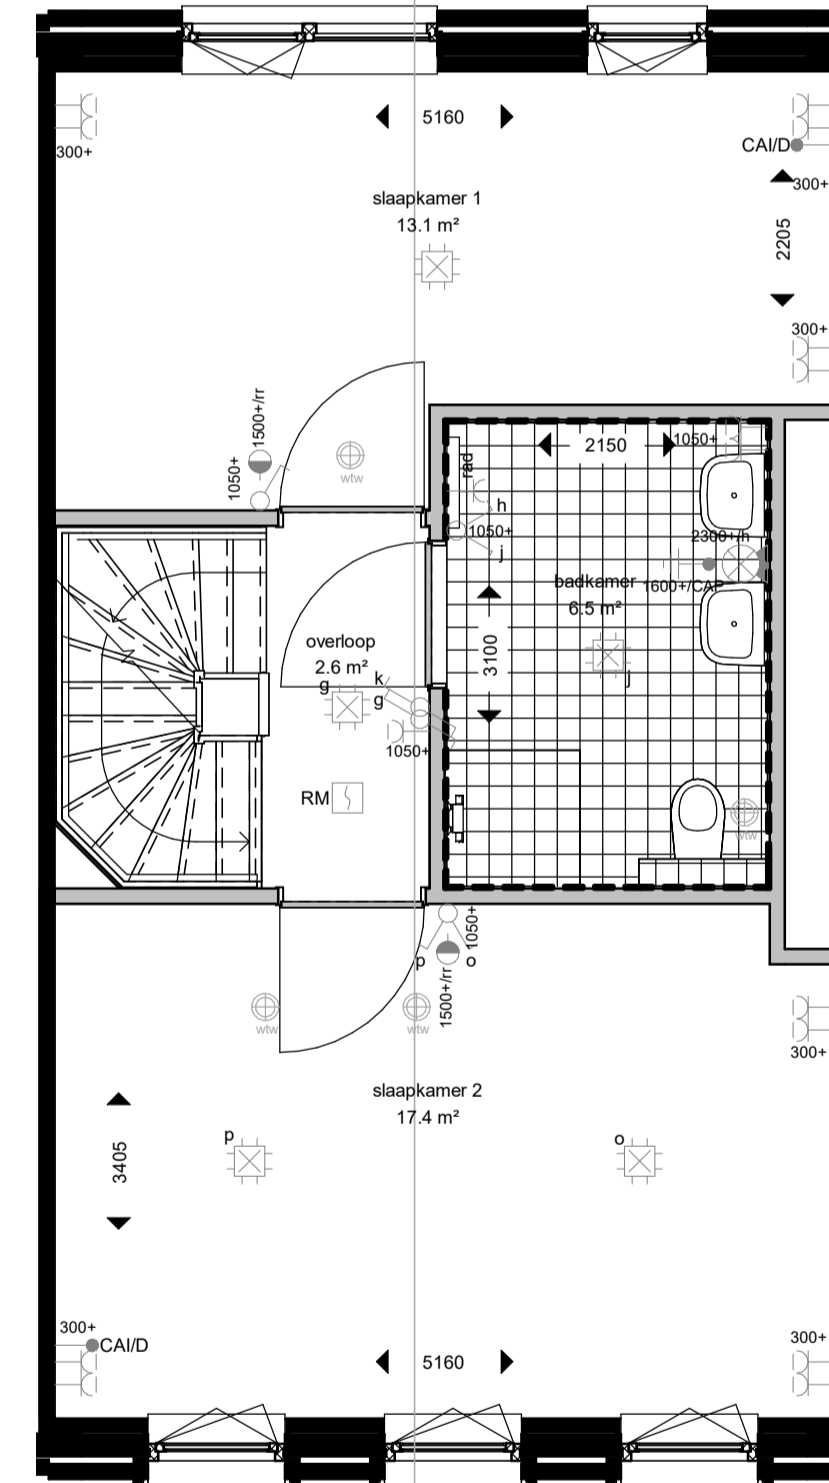 5160
300+
CAI/D
300+
slaapkamer 1
13.1 m²
2205
300+
1500+/rr
1050+
wtw
2150
1050+
rad
h
1050+
j
2300+/h
badkamer
1600+/CAP
6.5 m²
overloop
2.6 m²
g
k
g
3100
j
1050+
RM
wtw
1050+
p
o
1500+/rr
wtw
wtw
300+
slaapkamer 2
17.4 m²
p
o
3405
300+
CAI/D
300+
5160